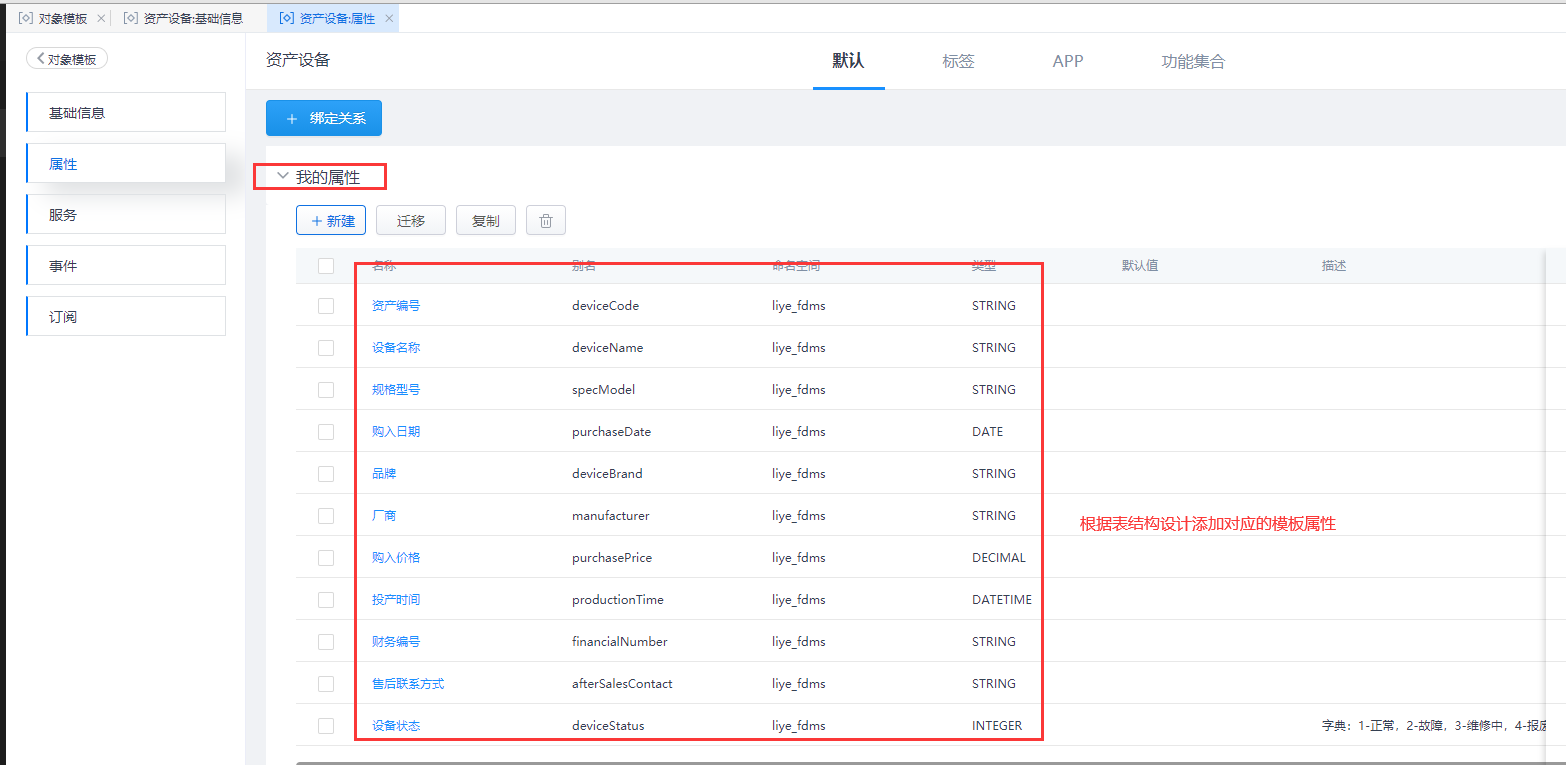 对象模板 资产设备:基础信息 资产设备:属性
对象模板
资产设备 默认 标签 APP 功能集合
基础信息
属性
服务
事件
订阅
绑定关系
我的属性
新建 迁移 复制
名称 别名 命名空间 类型 默认值 描述
资产编号 deviceCode liye_fdms STRING
设备名称 deviceName liye_fdms STRING
规格型号 specModel liye_fdms STRING
购入日期 purchaseDate liye_fdms DATE
品牌 deviceBrand liye_fdms STRING
厂商 manufacturer liye_fdms STRING
根据表结构设计添加对应的模板属性
购入价格 purchasePrice liye_fdms DECIMAL
投产时间 productionTime liye_fdms DATETIME
财务编号 financialNumber liye_fdms STRING
售后联系方式 afterSalesContact liye_fdms STRING
设备状态 deviceStatus liye_fdms INTEGER 字典：1-正常，2-故障，3-维修中，4-报